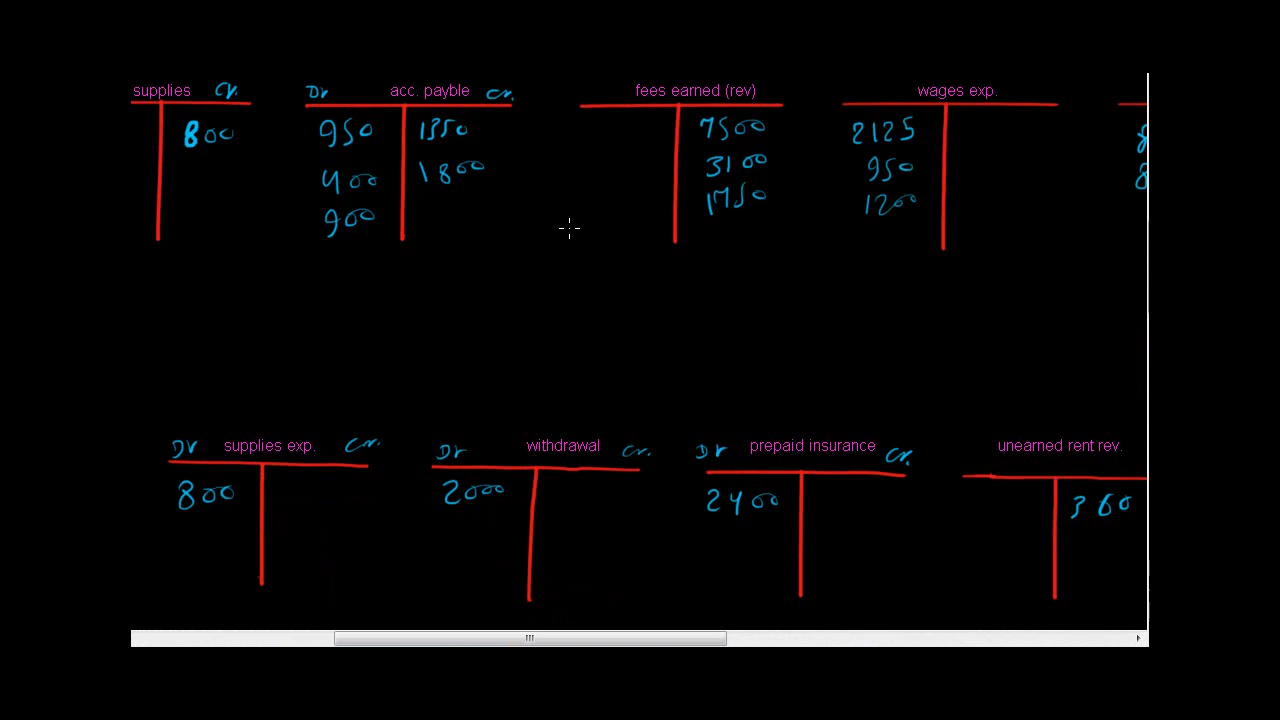 supplies Cr. Dr acc. payble Cr. fees earned (rev) wages exp.
800 950 1350 7500 2125
400 1800 3100 950
900 1750 1200
Dr supplies exp. Cr. Dr withdrawal Cr. Dr prepaid insurance Cr. unearned rent rev.
800 2000 2400 360